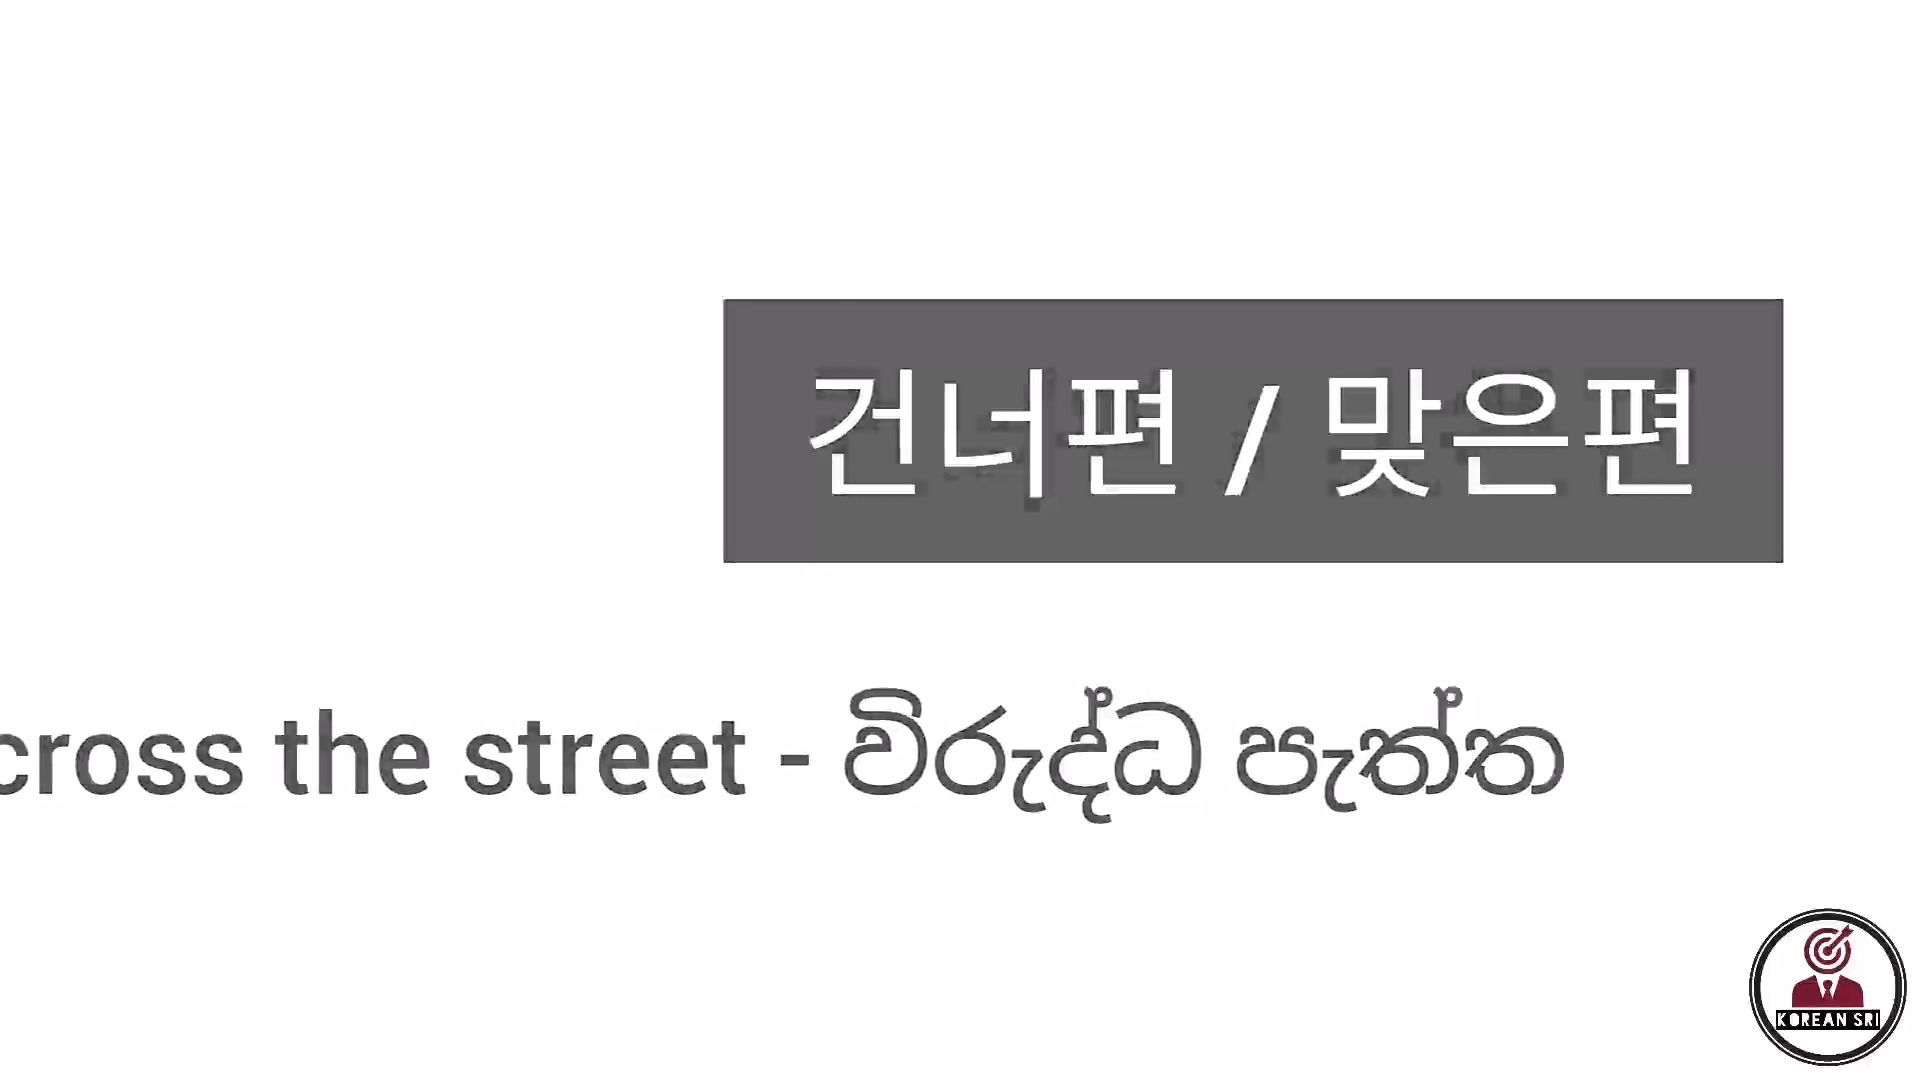 건너편 / 맞은편
cross the street - විරුද්ධ පැත්ත
KOREAN SRI